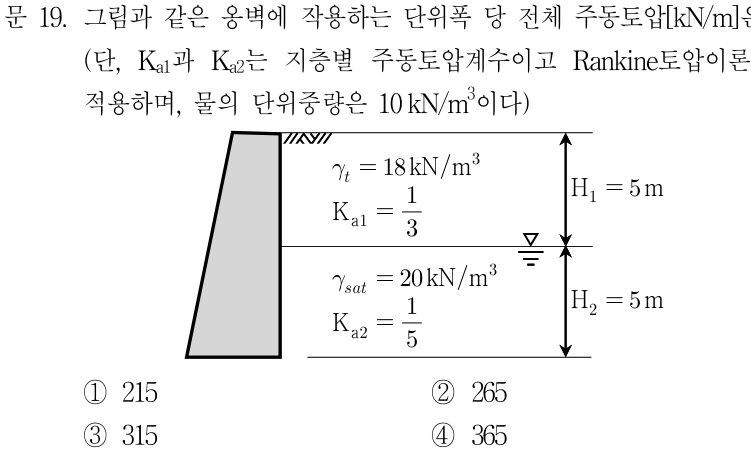 문 19. 그림과 같은 옹벽에 작용하는 단위폭 당 전체 주동토압[kN/m]은
(단, Ka1과 Ka2는 지층별 주동토압계수이고 Rankine토압이론
적용하며, 물의 단위중량은 10 kN/m³이다)
γt = 18 kN/m³
Ka1 = 1/3
H1 = 5 m
γsat = 20 kN/m³
Ka2 = 1/5
H2 = 5 m
① 215 ② 265
③ 315 ④ 365